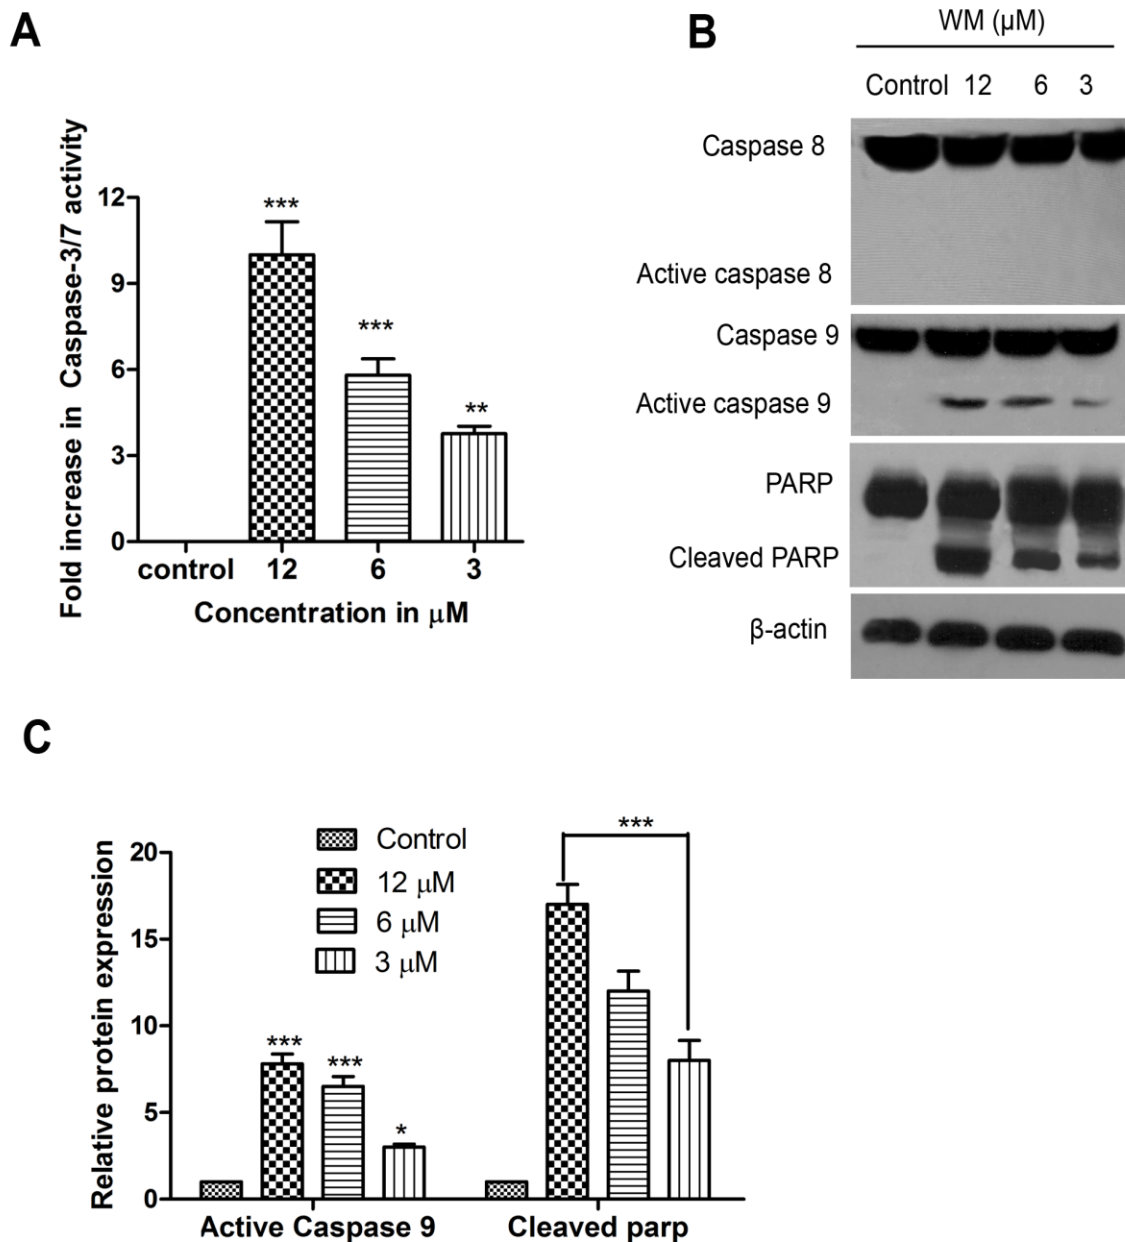 A
Fold increase in Caspase-3/7 activity
12
9
6
3
0
***
***
**
control 12 6 3
Concentration in μM
B
WM (μM)
Control 12 6 3
Caspase 8
Active caspase 8
Caspase 9
Active caspase 9
PARP
Cleaved PARP
β-actin
C
Relative protein expression
20
15
10
5
0
Control
12 μM
6 μM
3 μM
***
***
*
***
Active Caspase 9 Cleaved parp